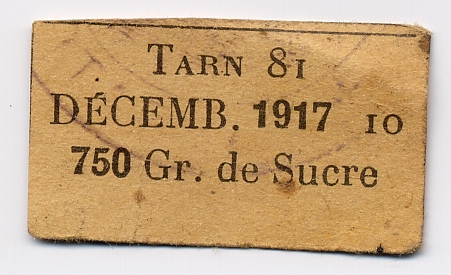 TARN 81
DÉCEMB. 1917 10
750 Gr. de Sucre